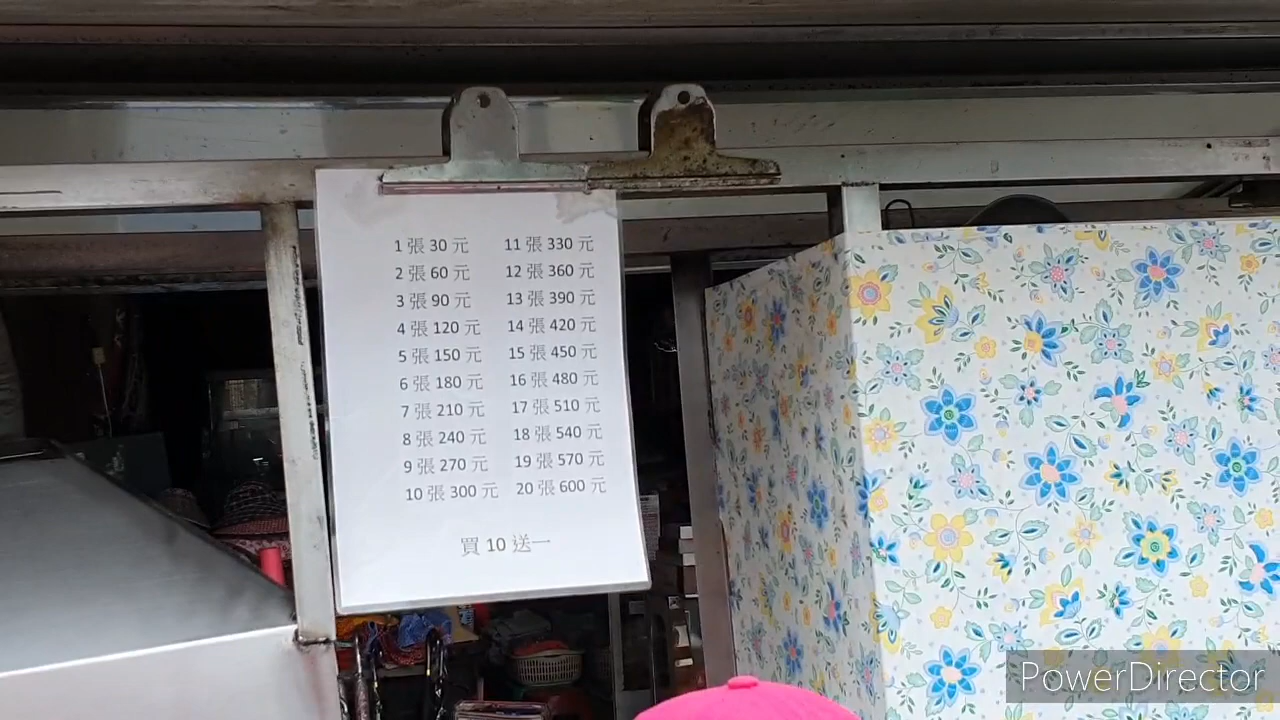 1 張 30 元
2 張 60 元
3 張 90 元
4 張 120 元
5 張 150 元
6 張 180 元
7 張 210 元
8 張 240 元
9 張 270 元
10 張 300 元
11 張 330 元
12 張 360 元
13 張 390 元
14 張 420 元
15 張 450 元
16 張 480 元
17 張 510 元
18 張 540 元
19 張 570 元
20 張 600 元
買 10 送一
PowerDirector